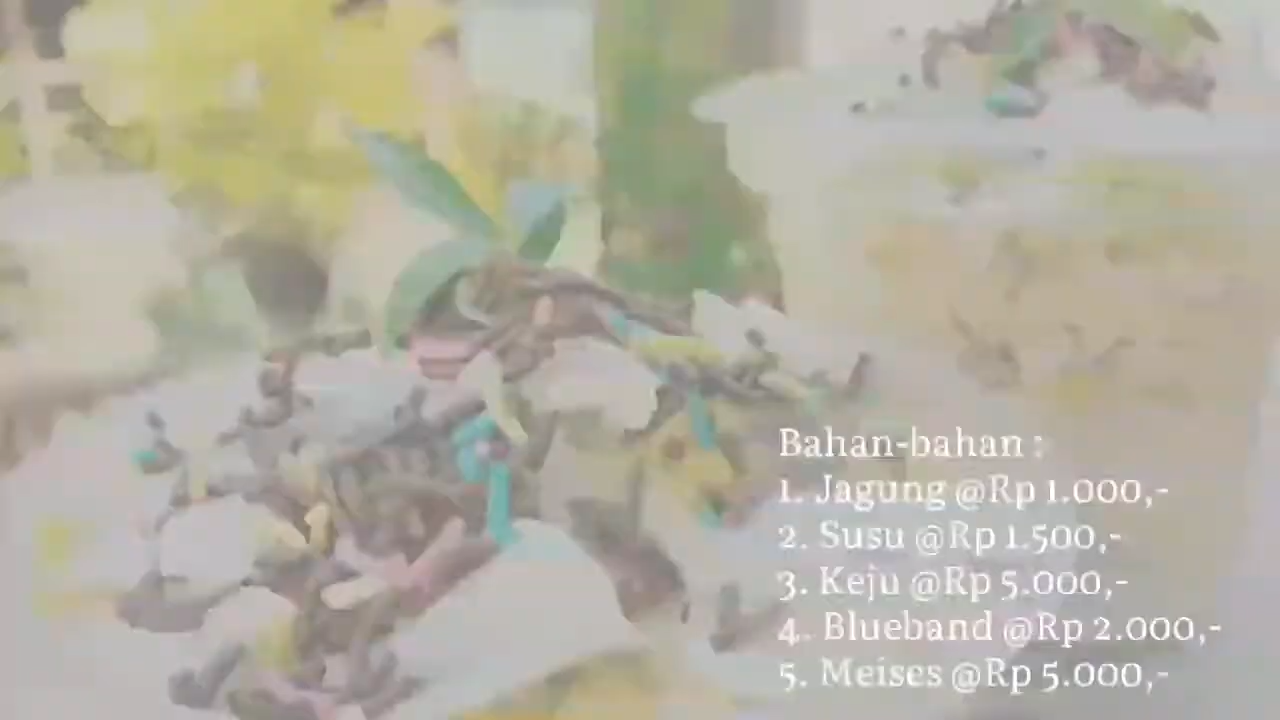 Bahan-bahan :
1. Jagung @Rp 1.000,-
2. Susu @Rp 1.500,-
3. Keju @Rp 5.000,-
4. Blueband @Rp 2.000,-
5. Meises @Rp 5.000,-